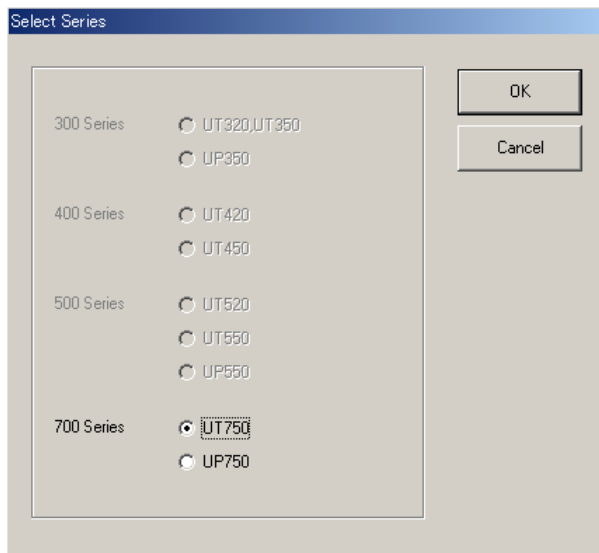 Select Series
OK
Cancel
300 Series UT320,UT350
UP350
400 Series UT420
UT450
500 Series UT520
UT550
UP550
700 Series UT750
UP750